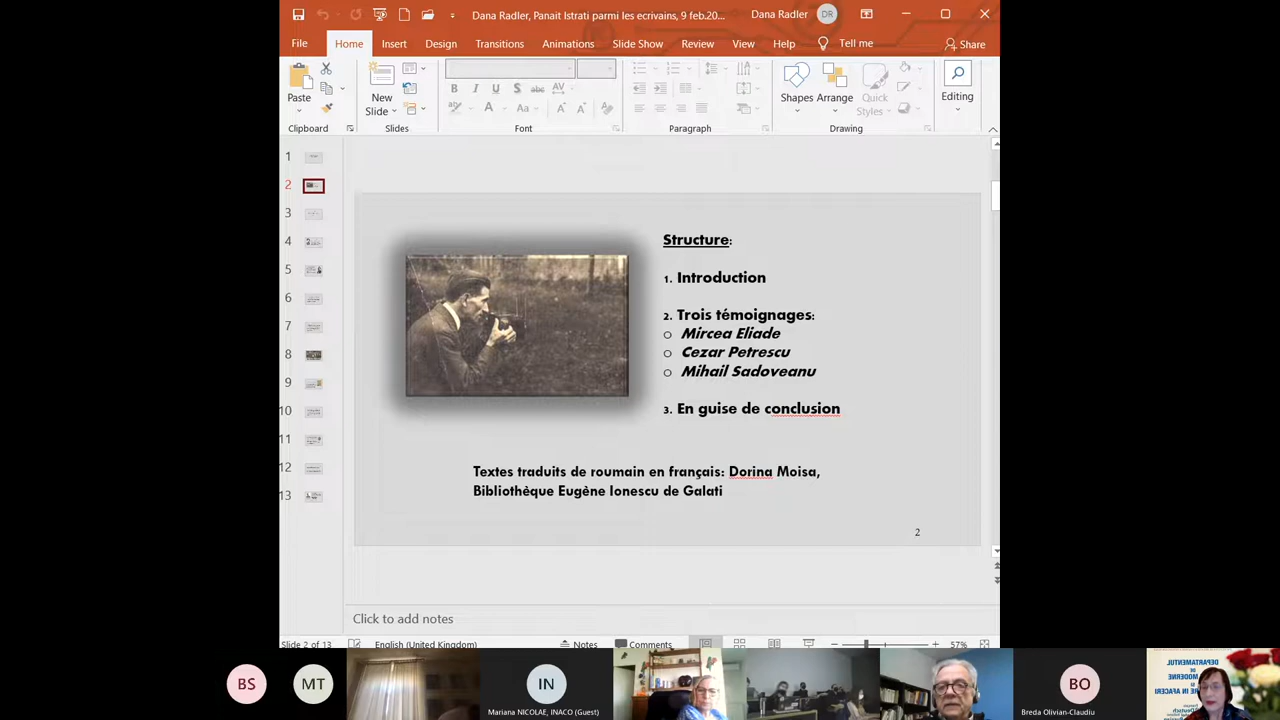 Dana Radler, Panait Istrati parmi les ecrivains, 9 feb.20...
Dana Radler
DR
File
Home
Insert
Design
Transitions
Animations
Slide Show
Review
View
Help
Tell me
Share
Paste
New
Slide
Shapes
Arrange
Quick
Styles
Editing
Clipboard
Slides
Font
Paragraph
Drawing
1
2
3
4
5
6
7
8
9
10
11
12
13
Structure:
1. Introduction
2. Trois témoignages:
o Mircea Eliade
o Cezar Petrescu
o Mihail Sadoveanu
3. En guise de conclusion
Textes traduits de roumain en français: Dorina Moisa,
Bibliothèque Eugène Ionescu de Galati
2
Click to add notes
Slide 2 of 13
English (United Kingdom)
Notes
Comments
57%
BS
MT
IN
Mariana NICOLAE, INACO (Guest)
BO
Breda Olivian-Claudiu
DEPARTAMENTUL
DE
MODERNE